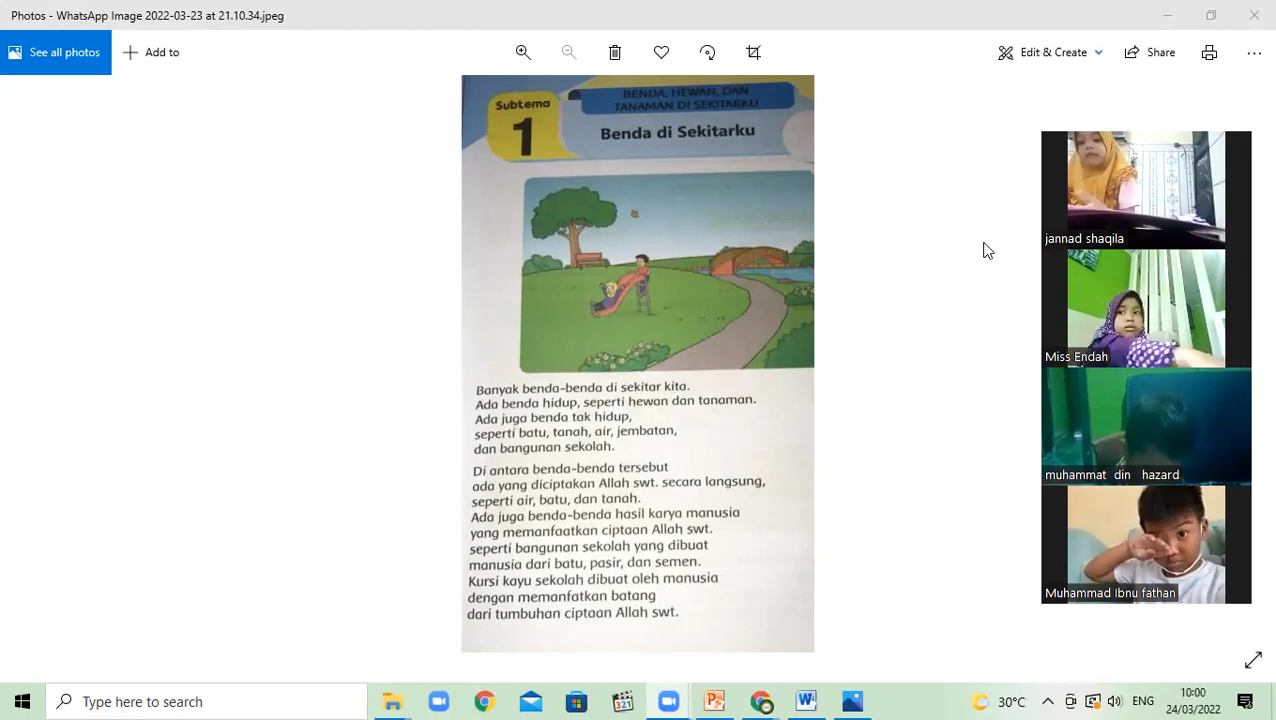 Photos - WhatsApp Image 2022-03-23 at 21.10.34.jpeg
See all photos
Add to
Edit & Create
Share
Subtema
1
BENDA, HEWAN, DAN
TANAMAN DI SEKITARKU
Benda di Sekitarku
Banyak benda-benda di sekitar kita.
Ada benda hidup, seperti hewan dan tanaman.
Ada juga benda tak hidup,
seperti batu, tanah, air, jembatan,
dan bangunan sekolah.
Di antara benda-benda tersebut
ada yang diciptakan Allah swt. secara langsung,
seperti air, batu, dan tanah.
Ada juga benda-benda hasil karya manusia
yang memanfaatkan ciptaan Allah swt.
seperti bangunan sekolah yang dibuat
manusia dari batu, pasir, dan semen.
Kursi kayu sekolah dibuat oleh manusia
dengan memanfatkan batang
dari tumbuhan ciptaan Allah swt.
jannad shaqila
Miss Endah
muhammat din hazard
Muhammad Ibnu fathan
Type here to search
321
30°C
ENG
10:00
24/03/2022